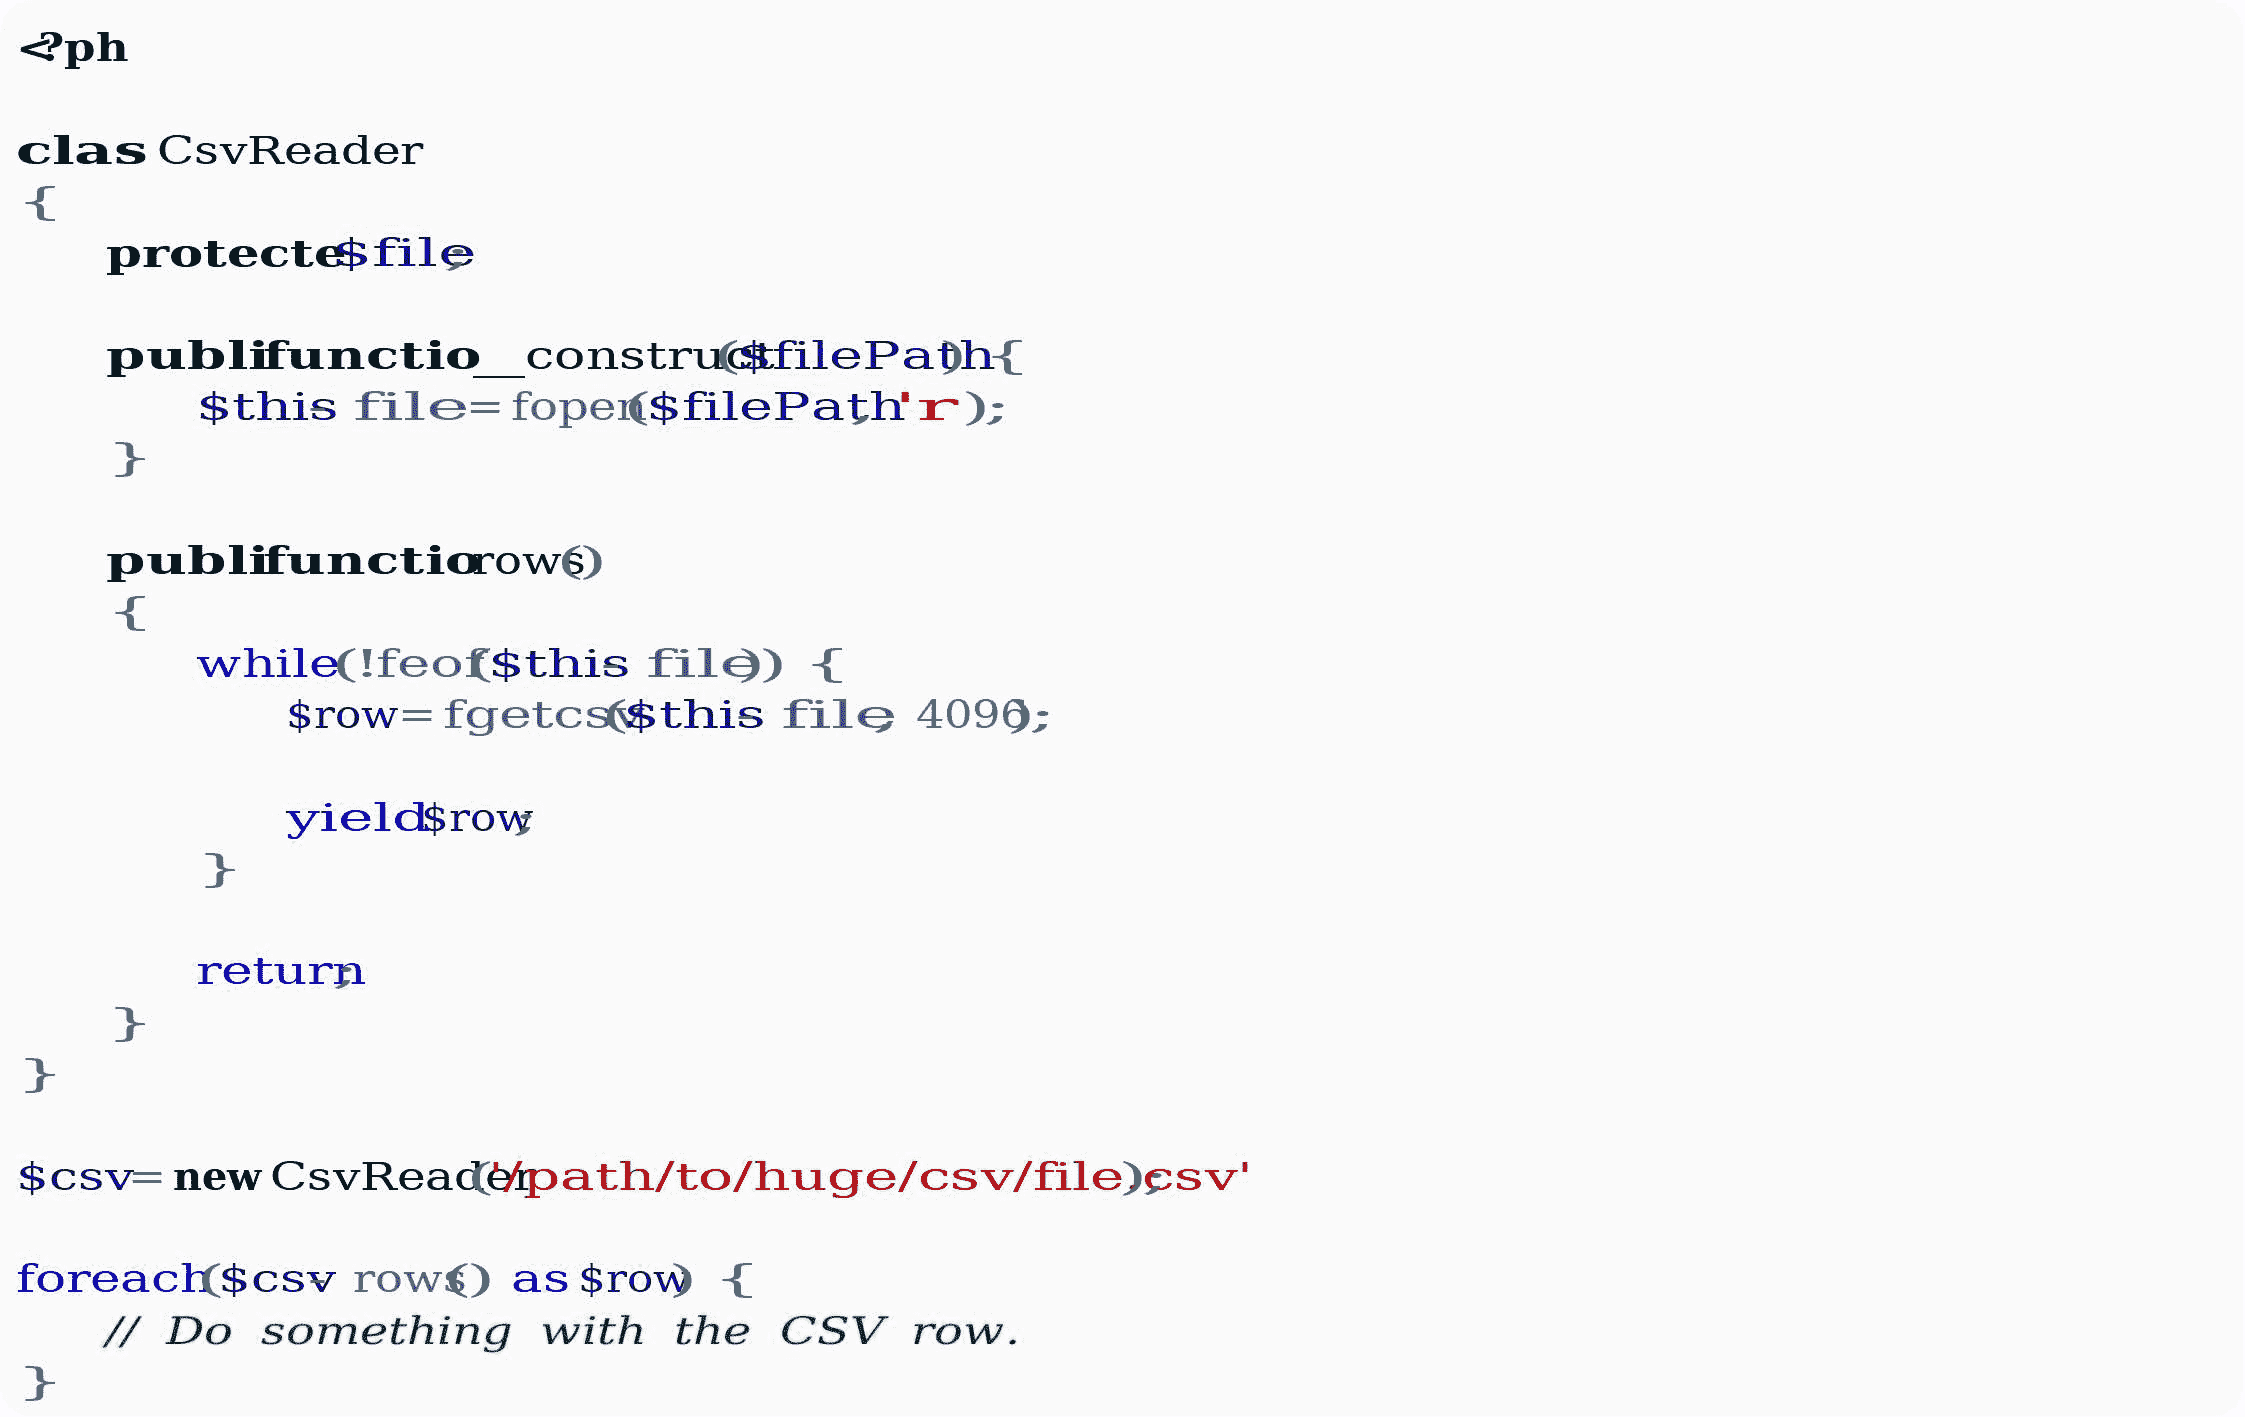 <?ph
clas CsvReader
{
protecte $file;
publi functio __construct($filePath) {
$this- file = fopen($filePath, 'r );
}
publi functio rows()
{
while (!feof($this- file)) {
$row = fgetcsv($this- file, 4096);
yield $row;
}
return;
}
}
$csv = new CsvReader('/path/to/huge/csv/file.csv');
foreach ($csv- rows() as $row) {
// Do something with the CSV row.
}